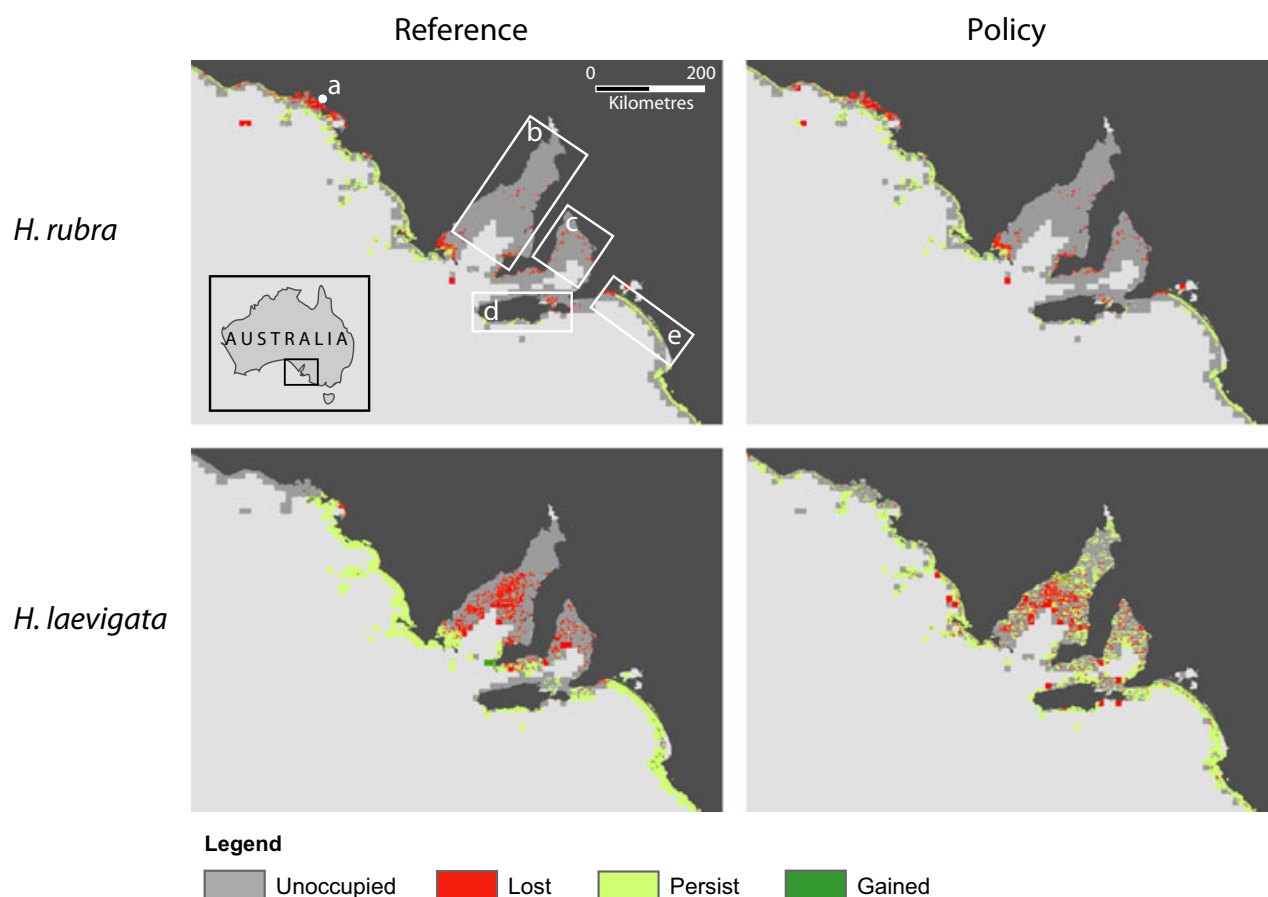 Reference
Policy
H. rubra
a
0 200
Kilometres
b
c
d
e
AUSTRALIA
H. laevigata
Legend
Unoccupied Lost Persist Gained